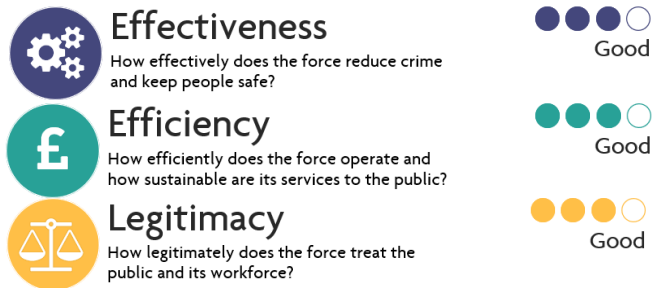 Effectiveness
Good
How effectively does the force reduce crime
and keep people safe?
Efficiency
Good
£
How efficiently does the force operate and
how sustainable are its services to the public?
Legitimacy
Good
How legitimately does the force treat the
public and its workforce?